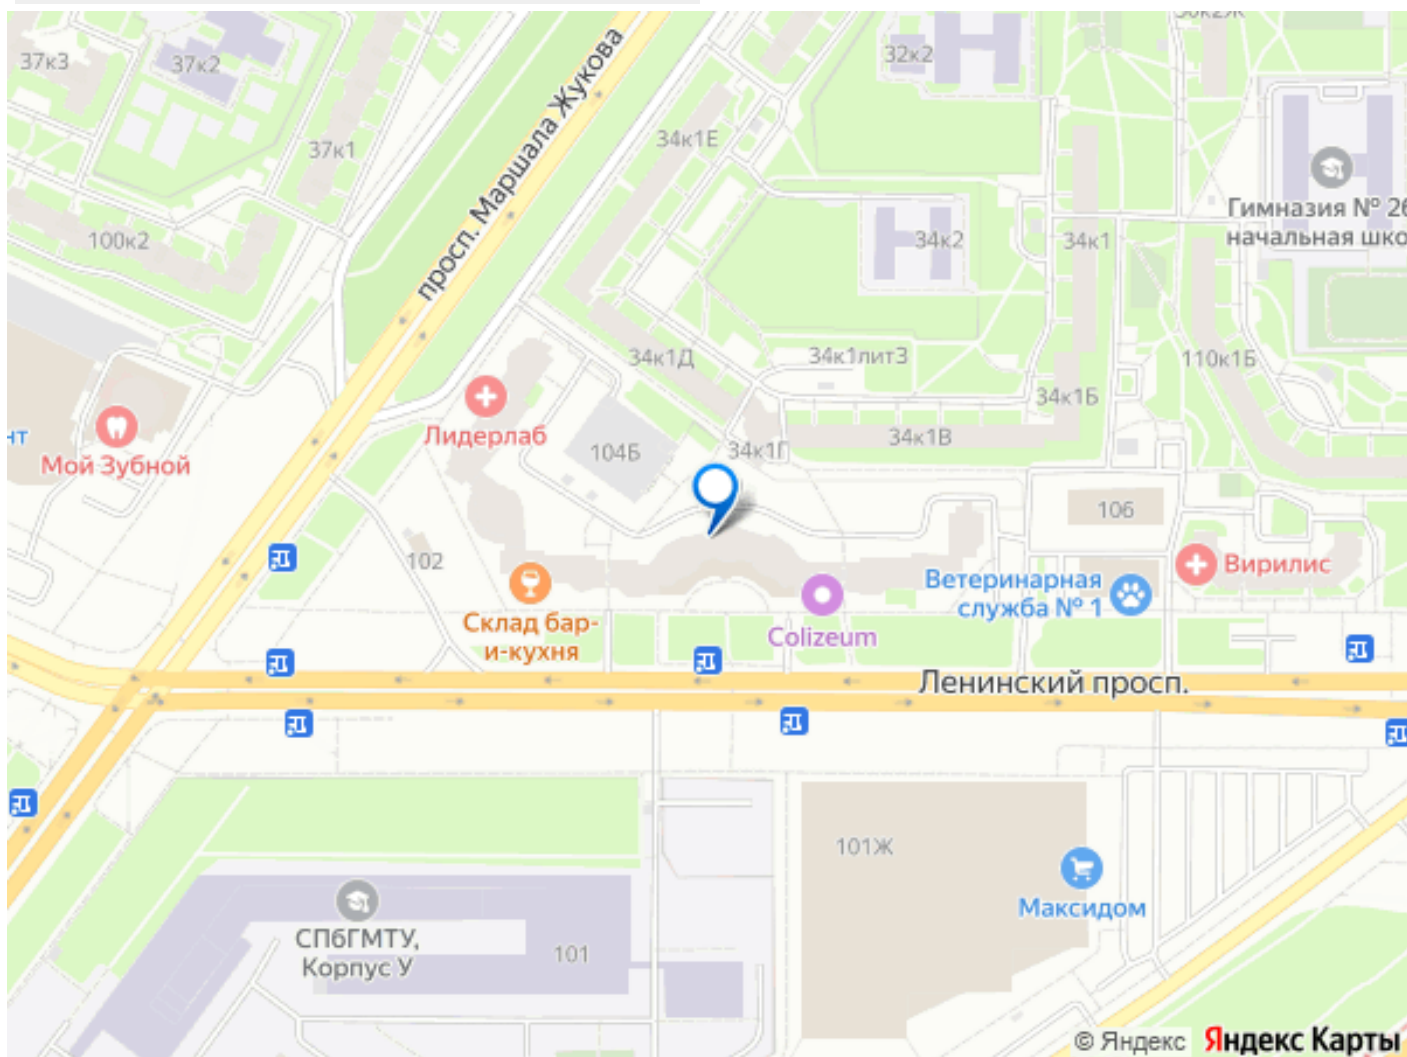 37к3
37к2
32к2
просп. Маршала Жукова
37к1
34к1Е
Гимназия № 26
начальная шко
100к2
34к2
34к1
34к1Д
34к1литЗ
110к1Б
34к1Б
нт
Мой Зубной
Лидерлаб
104Б
34к1Г
34к1В
106
102
Склад бар-
и-кухня
Colizeum
Ветеринарная
служба № 1
Вирилис
Ленинский просп.
101Ж
Максидом
СПбГМТУ,
Корпус У
101
© Яндекс Яндекс Карты